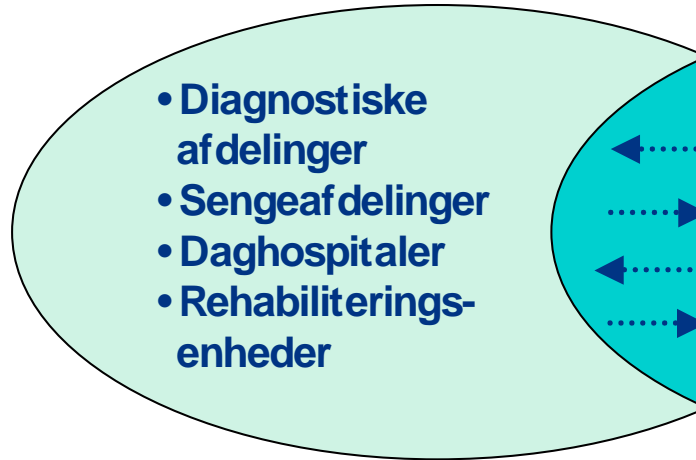 • Diagnostiske
afdelinger
• Sengeafdelinger
• Daghospitaler
• Rehabiliterings-
enheder